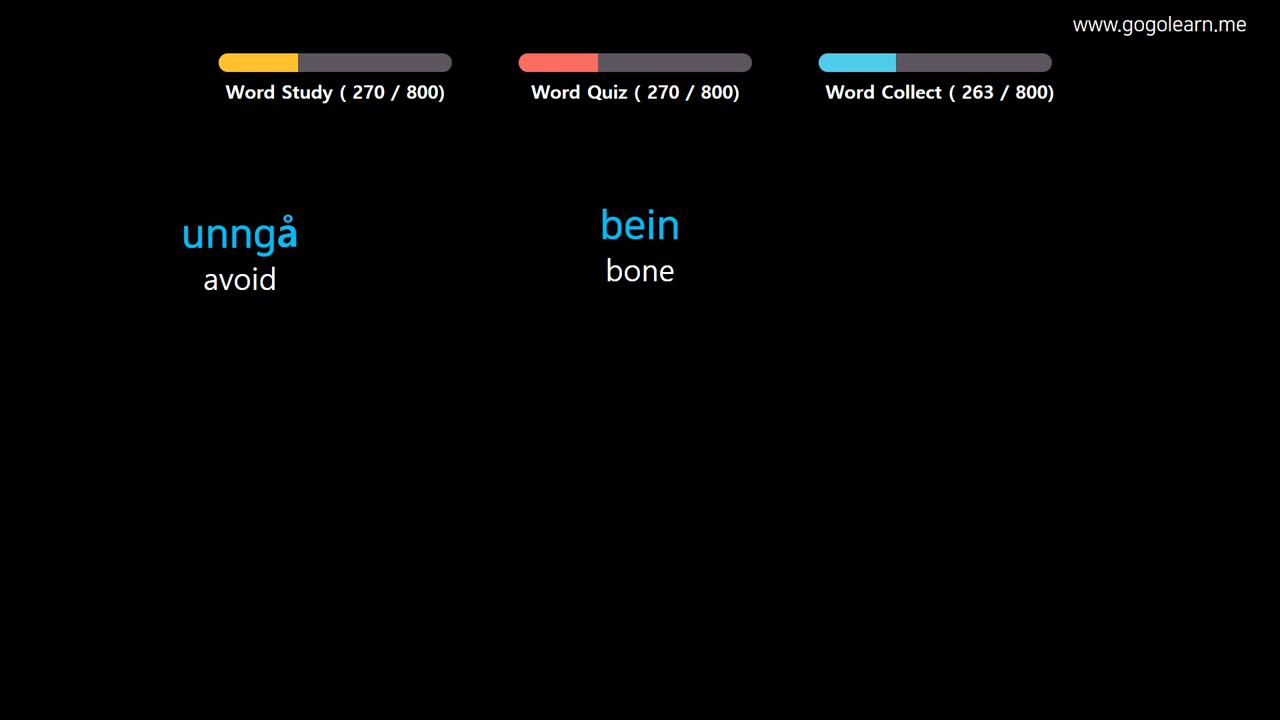 www.gogolearn.me
Word Study ( 270 / 800)
Word Quiz ( 270 / 800)
Word Collect ( 263 / 800)
unngå
avoid
bein
bone